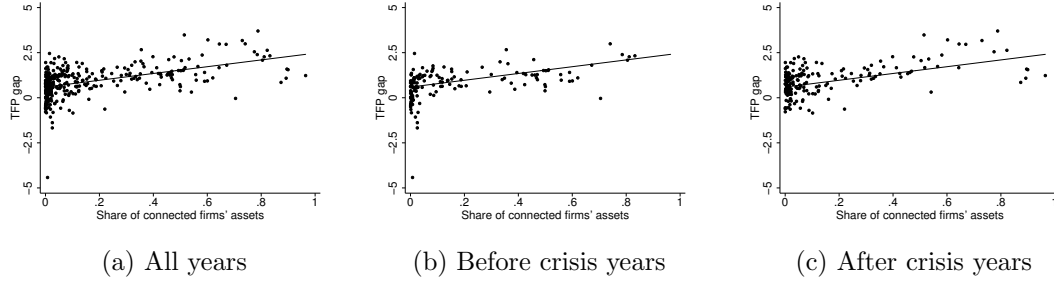 5
2.5
0
-2.5
-5
TFP gap
0 .2 .4 .6 .8 1
Share of connected firms' assets
(a) All years
5
2.5
0
-2.5
-5
TFP gap
0 .2 .4 .6 .8 1
Share of connected firms' assets
(b) Before crisis years
5
2.5
0
-2.5
-5
TFP gap
0 .2 .4 .6 .8 1
Share of connected firms' assets
(c) After crisis years